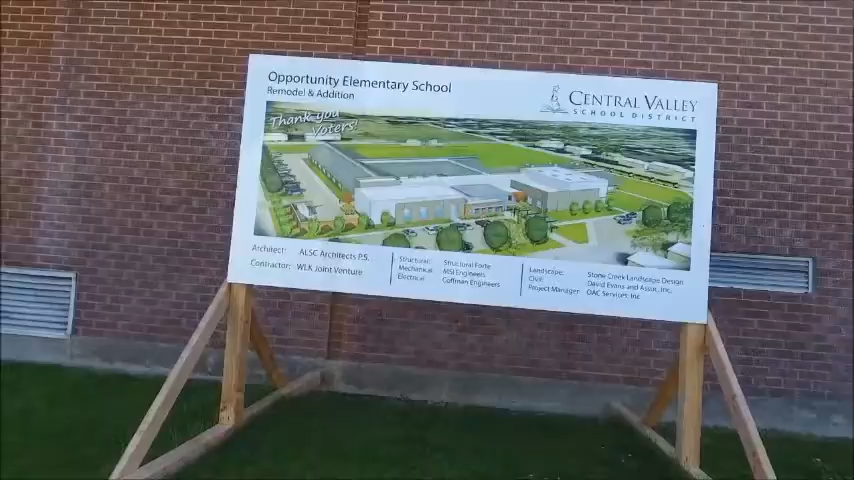 Opportunity Elementary School
Remodel & Addition
CENTRAL VALLEY
SCHOOL DISTRICT
Thank you
Voters!
Architect: ALSC Architects P.S.
Contractor: WLK Joint Venture
Structural: Structural Forte
Mechanical: MSI Engineers
Electrical: Coffman Engineers
Landscape: Stone Creek Landscape Design
Civil: David Evans and Assoc., Inc.
Project Manager: OAC Services, Inc